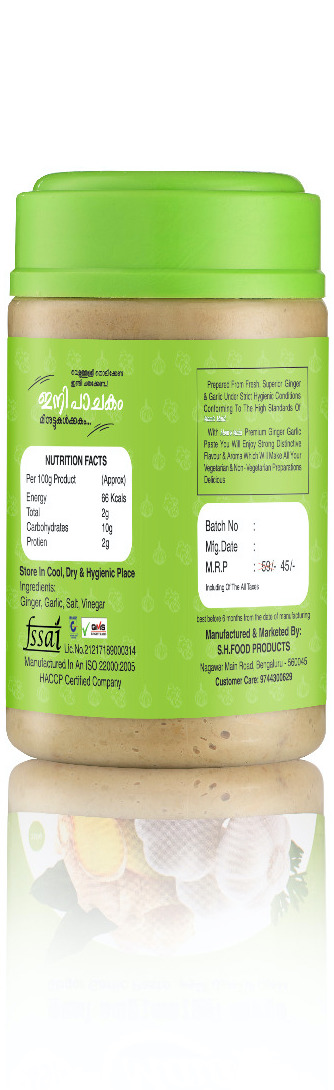 ഇനി പാചകം
മിനുട്ടുകൾക്കകം...
NUTRITION FACTS
Per 100g Product (Approx)
Energy 66 Kcals
Total 2g
Carbohydrates 10g
Protien 2g
Store In Cool, Dry & Hygienic Place
Ingredients:
Ginger, Garlic, Salt, Vinegar
fssai
Lic.No.21217189000314
Manufactured In An ISO 22000:2005
HACCP Certified Company
Prepared From Fresh, Superior Ginger
& Garlic Under Strict Hygienic Conditions
Conforming To The High Standards Of
With Premium Ginger Garlic
Paste You Will Enjoy Strong Distinctive
Flavour & Aroma Which Will Make All Your
Vegetarian & Non-Vegetarian Preparations
Delicious
Batch No :
Mfg.Date :
M.R.P : 59/- 45/-
Including Of The All Taxes
best before 6 months from the date of manufacturing
Manufactured & Marketed By:
S.H.FOOD PRODUCTS
Nagawar Main Road, Bengaluru - 560045
Customer Care: 9744300629